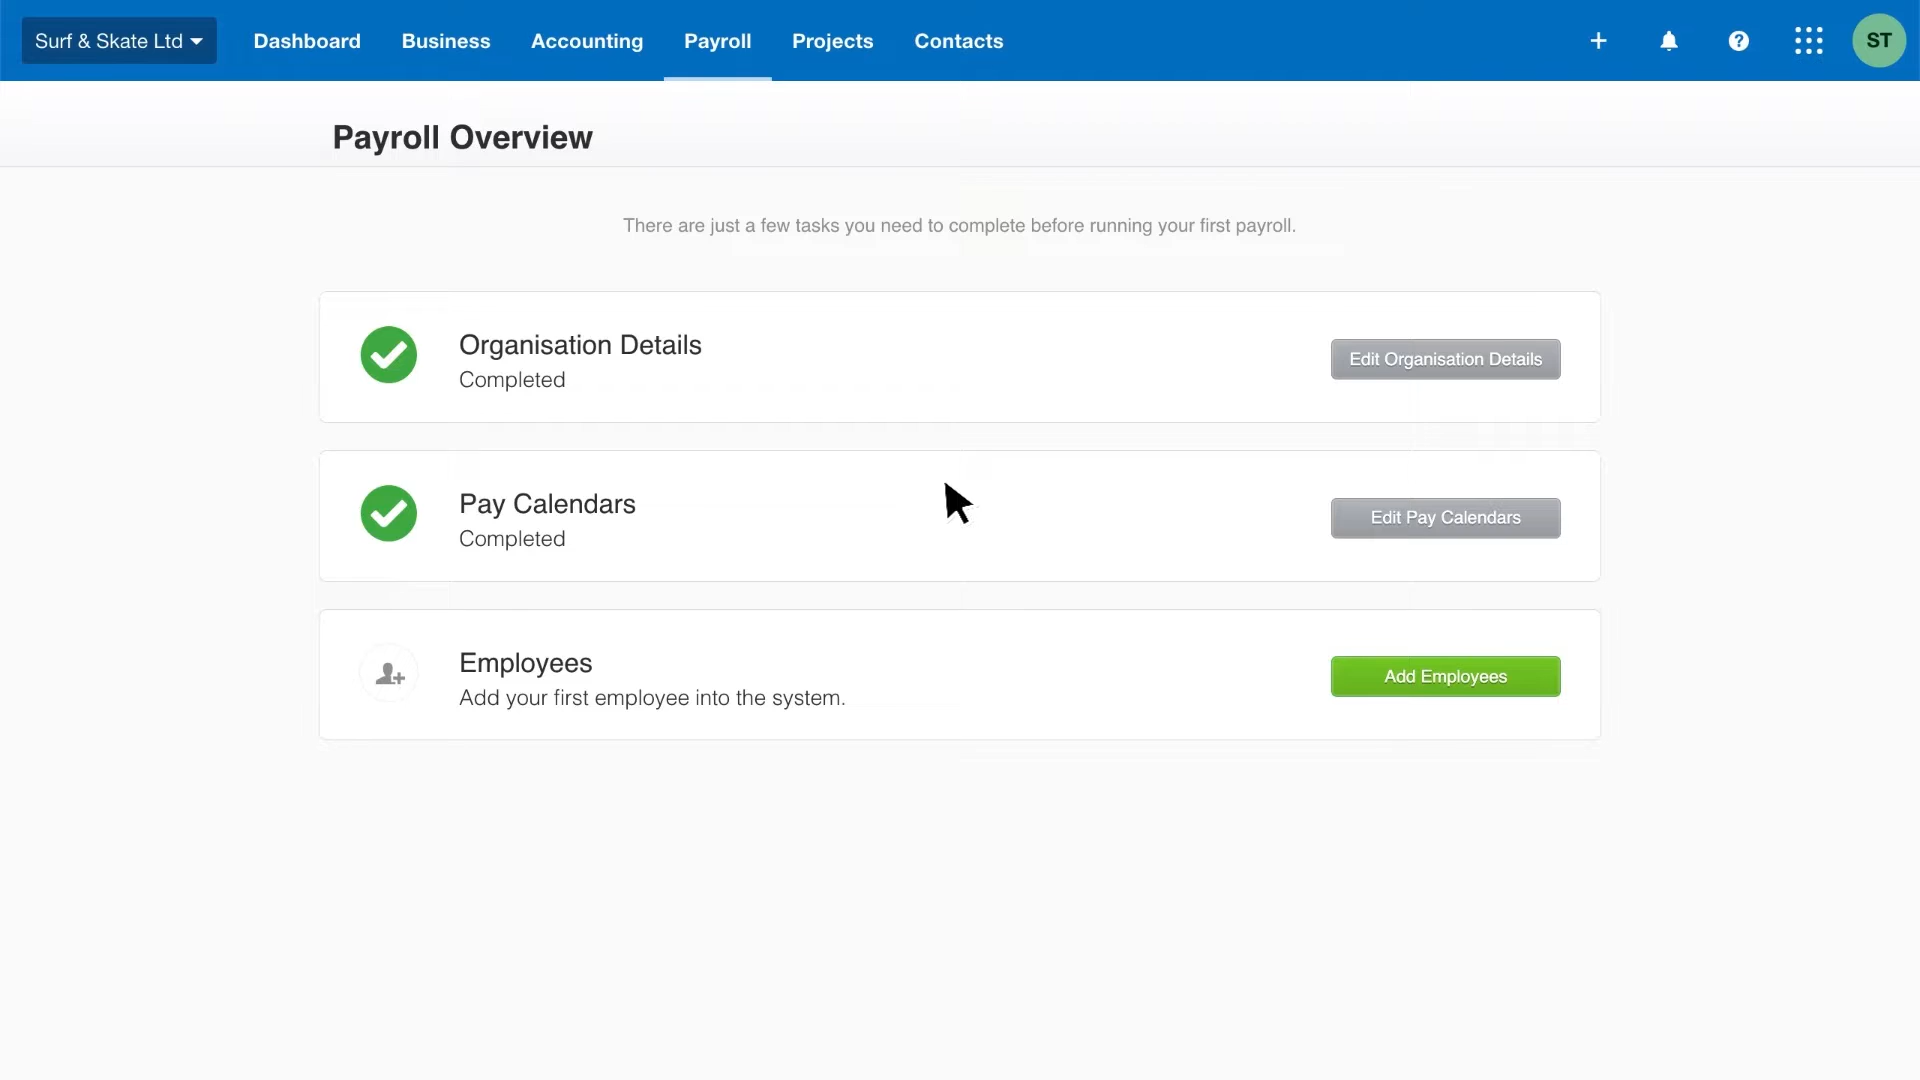 Surf & Skate Ltd
Dashboard
Business
Accounting
Payroll
Projects
Contacts
ST
Payroll Overview
There are just a few tasks you need to complete before running your first payroll.
Organisation Details
Completed
Edit Organisation Details
Pay Calendars
Completed
Edit Pay Calendars
Employees
Add your first employee into the system.
Add Employees